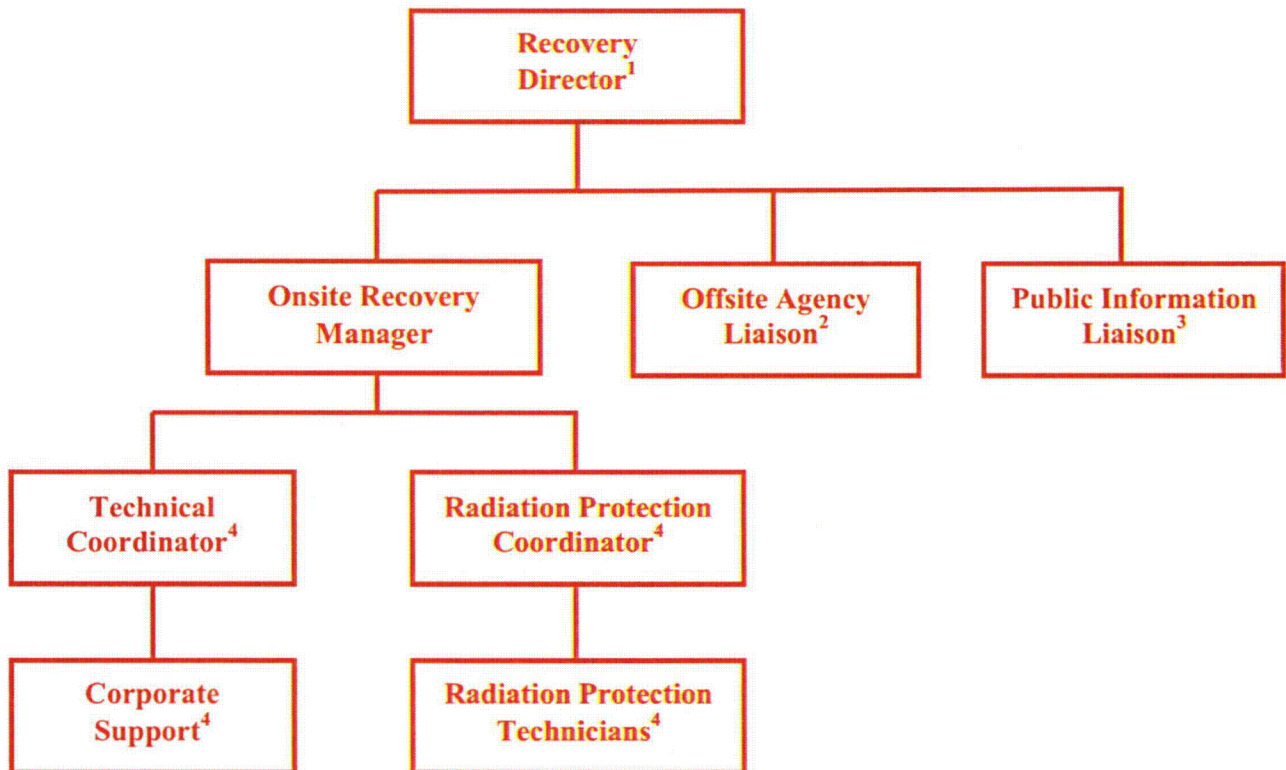 Recovery
Director¹
Onsite Recovery
Manager
Offsite Agency
Liaison²
Public Information
Liaison³
Technical
Coordinator⁴
Radiation Protection
Coordinator⁴
Corporate
Support⁴
Radiation Protection
Technicians⁴